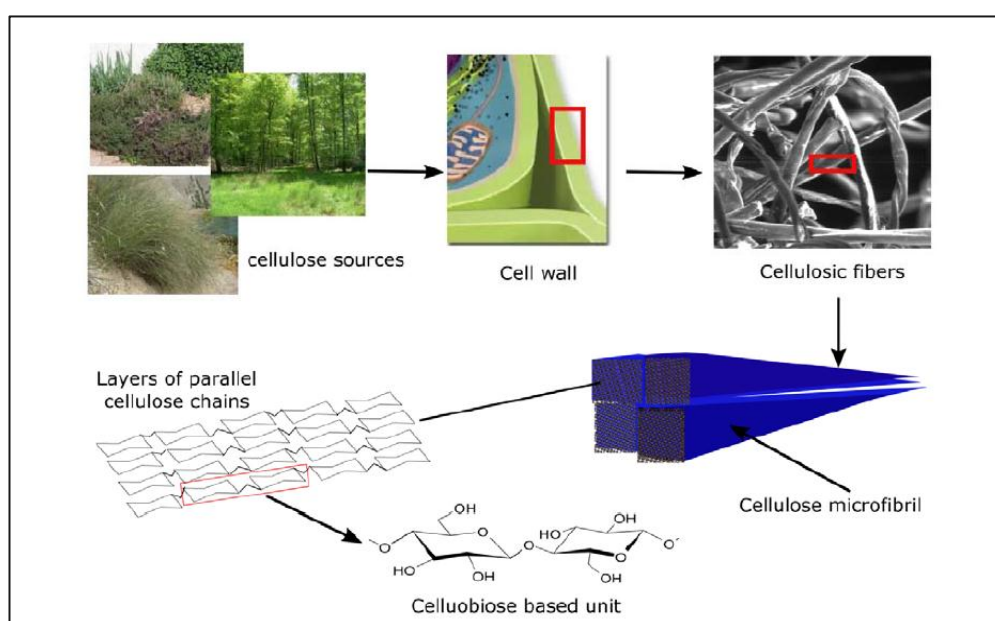 cellulose sources
Cell wall
Cellulosic fibers
Layers of parallel
cellulose chains
Cellulose microfibril
OH
OH
HO
O
O
O
O
O
HO
OH
HO
OH
Celluobiose based unit